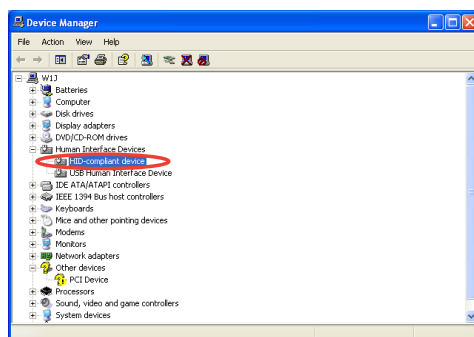 Device Manager
File Action View Help
W1J
Batteries
Computer
Disk drives
Display adapters
DVD/CD-ROM drives
Human Interface Devices
HID-compliant device
USB Human Interface Device
IDE ATA/ATAPI controllers
IEEE 1394 Bus host controllers
Keyboards
Mice and other pointing devices
Modems
Monitors
Network adapters
Other devices
PCI Device
Processors
Sound, video and game controllers
System devices